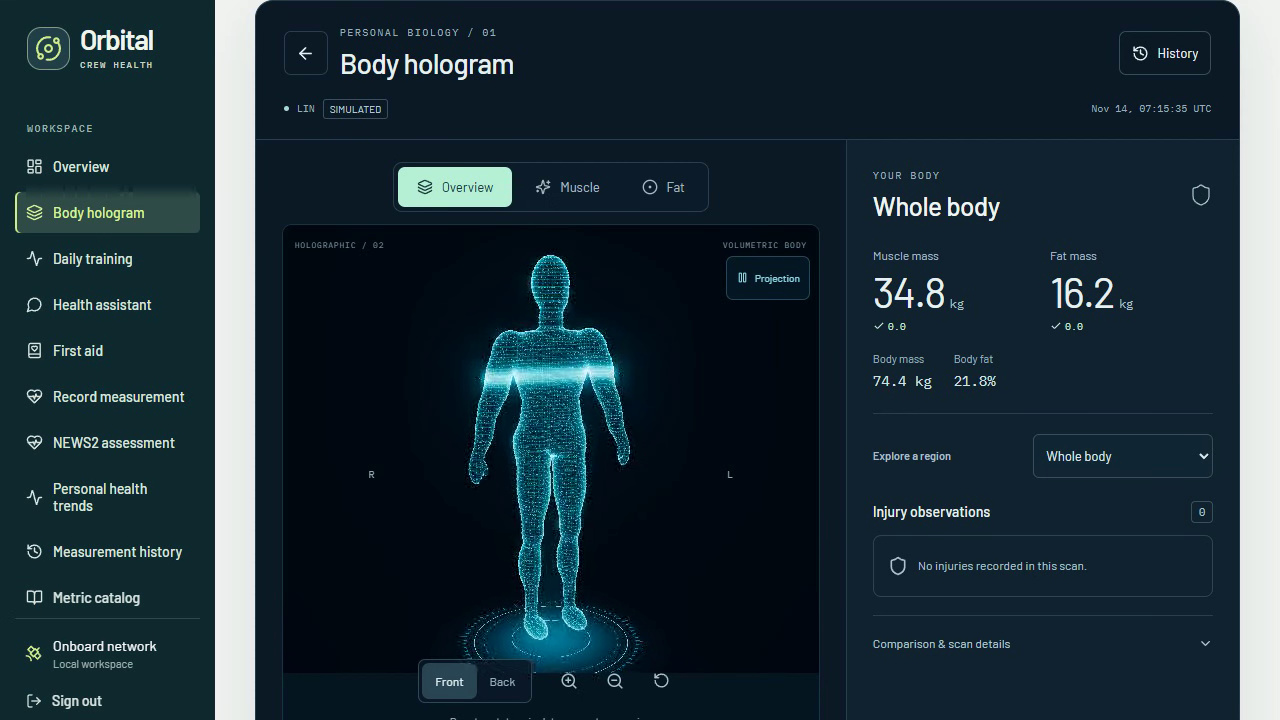 Orbital
CREW HEALTH
WORKSPACE
Overview
Body hologram
Daily training
Health assistant
First aid
Record measurement
NEWS2 assessment
Personal health
trends
Measurement history
Metric catalog
Onboard network
Local workspace
Sign out
PERSONAL BIOLOGY / 01
Body hologram
History
LIN SIMULATED
Nov 14, 07:15:35 UTC
Overview Muscle Fat
HOLOGRAPHIC / 02
VOLUMETRIC BODY
Projection
R L
Front Back
YOUR BODY
Whole body
Muscle mass Fat mass
34.8 kg 16.2 kg
0.0 0.0
Body mass Body fat
74.4 kg 21.8%
Explore a region Whole body
Injury observations 0
No injuries recorded in this scan.
Comparison & scan details